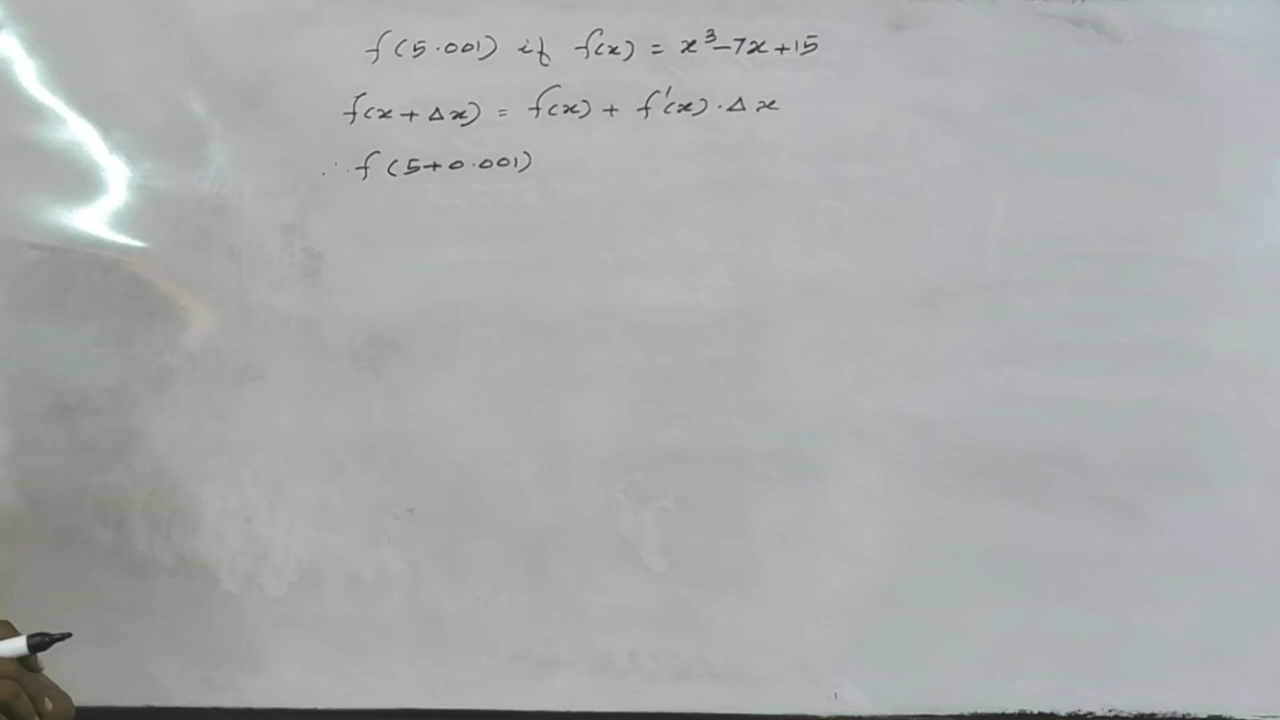 f(5.001) if f(x) = x³-7x+15
f(x+Δx) = f(x) + f'(x).Δx
∴ f(5+0.001)